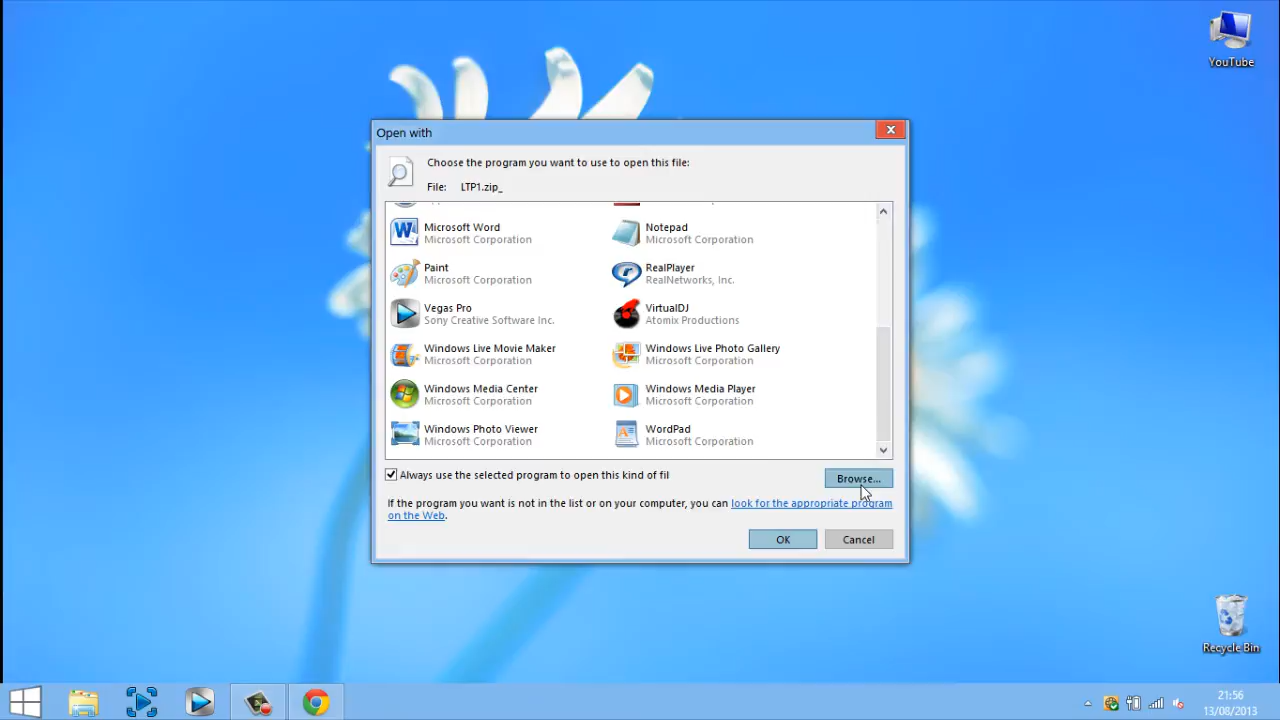 YouTube
Open with
Choose the program you want to use to open this file:
File: LTP1.zip_
Microsoft Word
Microsoft Corporation
Notepad
Microsoft Corporation
Paint
Microsoft Corporation
RealPlayer
RealNetworks, Inc.
Vegas Pro
Sony Creative Software Inc.
VirtualDJ
Atomix Productions
Windows Live Movie Maker
Microsoft Corporation
Windows Live Photo Gallery
Microsoft Corporation
Windows Media Center
Microsoft Corporation
Windows Media Player
Microsoft Corporation
Windows Photo Viewer
Microsoft Corporation
WordPad
Microsoft Corporation
Always use the selected program to open this kind of fil
Browse...
If the program you want is not in the list or on your computer, you can look for the appropriate program
on the Web.
OK
Cancel
Recycle Bin
21:56
13/08/2013